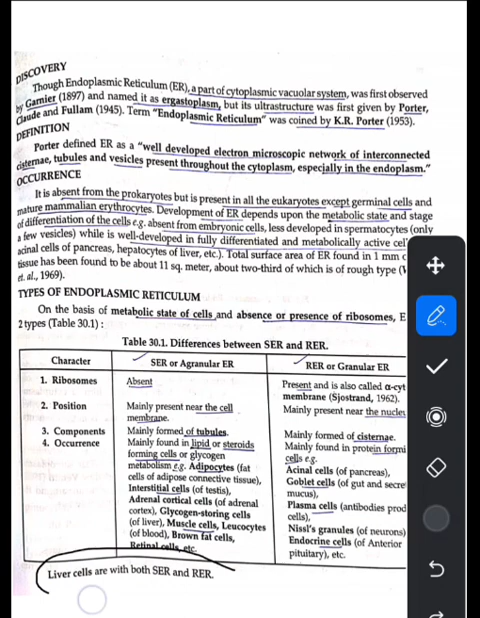 DISCOVERY
Though Endoplasmic Reticulum (ER), a part of cytoplasmic vacuolar system, was first observed
by Garnier (1897) and named it as ergastoplasm, but its ultrastructure was first given by Porter,
Claude and Fullam (1945). Term "Endoplasmic Reticulum" was coined by K.R. Porter (1953).
DEFINITION
Porter defined ER as a "well developed electron microscopic network of interconnected
cisternae, tubules and vesicles present throughout the cytoplasm, especially in the endoplasm."
OCCURRENCE
It is absent from the prokaryotes but is present in all the eukaryotes except germinal cells and
mature mammalian erythrocytes. Development of ER depends upon the metabolic state and stage
of differentiation of the cells e.g. absent from embryonic cells, less developed in spermatocytes (only
a few vesicles) while is well-developed in fully differentiated and metabolically active cel
acinal cells of pancreas, hepatocytes of liver, etc.). Total surface area of ER found in 1 mm c
tissue has been found to be about 11 sq. meter, about two-third of which is of rough type (
et. al., 1969).
TYPES OF ENDOPLASMIC RETICULUM
On the basis of metabolic state of cells and absence or presence of ribosomes, E
2 types (Table 30.1) :
Table 30.1. Differences between SER and RER.
Character SER or Agranular ER RER or Granular ER
1. Ribosomes Absent Present and is also called α-cyt
membrane (Sjostrand, 1962).
2. Position Mainly present near the cell Mainly present near the nucle
membrane.
3. Components Mainly formed of tubules. Mainly formed of cisternae.
4. Occurrence Mainly found in lipid or steroids Mainly found in protein formi
forming cells or glycogen cells e.g.
metabolism e.g. Adipocytes (fat Acinal cells (of pancreas),
cells of adipose connective tissue), Goblet cells (of gut and secre
Interstitial cells (of testis), mucus),
Adrenal cortical cells (of adrenal Plasma cells (antibodies prod
cortex), Glycogen-storing cells cells),
(of liver), Muscle cells, Leucocytes Nissl's granules (of neurons)
(of blood), Brown fat cells, Endocrine cells (of Anterior
Retinal cells, etc. pituitary), etc.
Liver cells are with both SER and RER.